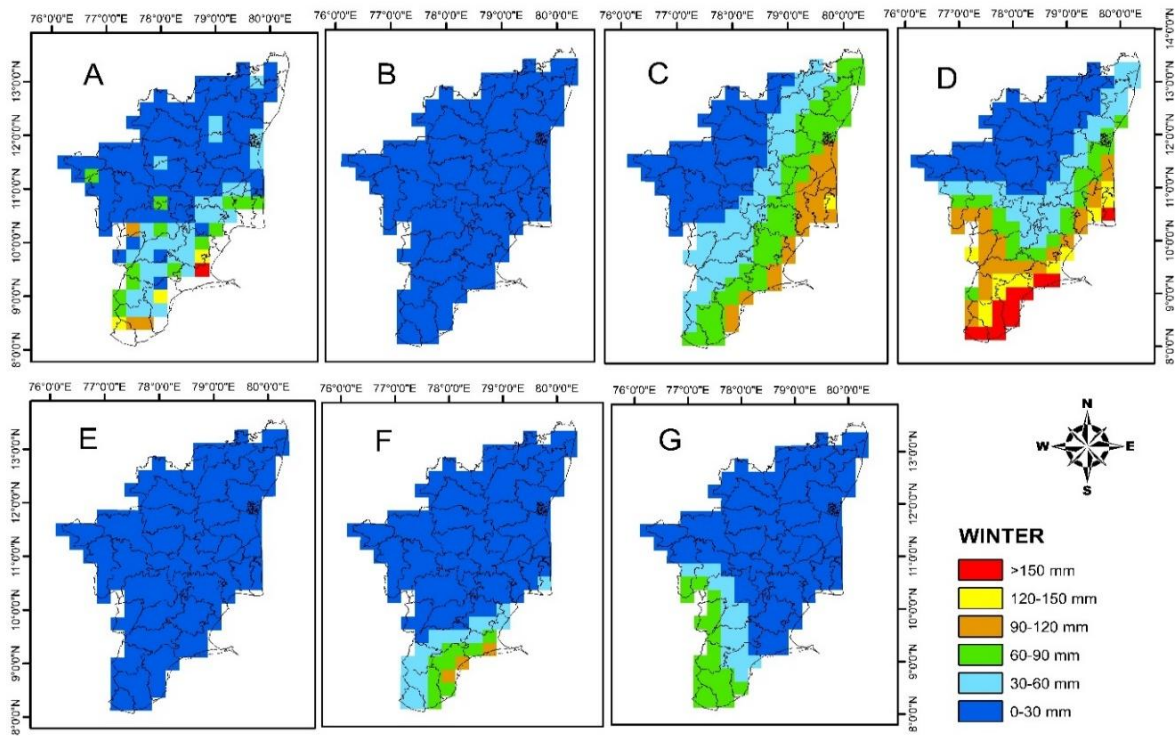 76°0'0"E 77°0'0"E 78°0'0"E 79°0'0"E 80°0'0"E 76°0'0"E 77°0'0"E 78°0'0"E 79°0'0"E 80°0'0"E 76°0'0"E 77°0'0"E 78°0'0"E 79°0'0"E 80°0'0"E 76°0'0"E 77°0'0"E 78°0'0"E 79°0'0"E 80°0'0"E
A B C D
13°0'0"N
12°0'0"N
11°0'0"N
10°0'0"N
9°0'0"N
8°0'0"N
14°0'0"N
13°0'0"N
12°0'0"N
11°0'0"N
10°0'0"N
9°0'0"N
8°0'0"N
76°0'0"E 77°0'0"E 78°0'0"E 79°0'0"E 80°0'0"E 76°0'0"E 77°0'0"E 78°0'0"E 79°0'0"E 80°0'0"E 76°0'0"E 77°0'0"E 78°0'0"E 79°0'0"E 80°0'0"E
E F G
13°0'0"N
12°0'0"N
11°0'0"N
10°0'0"N
9°0'0"N
8°0'0"N
13°0'0"N
12°0'0"N
11°0'0"N
10°0'0"N
9°0'0"N
8°0'0"N
N
W E
S
WINTER
>150 mm
120-150 mm
90-120 mm
60-90 mm
30-60 mm
0-30 mm